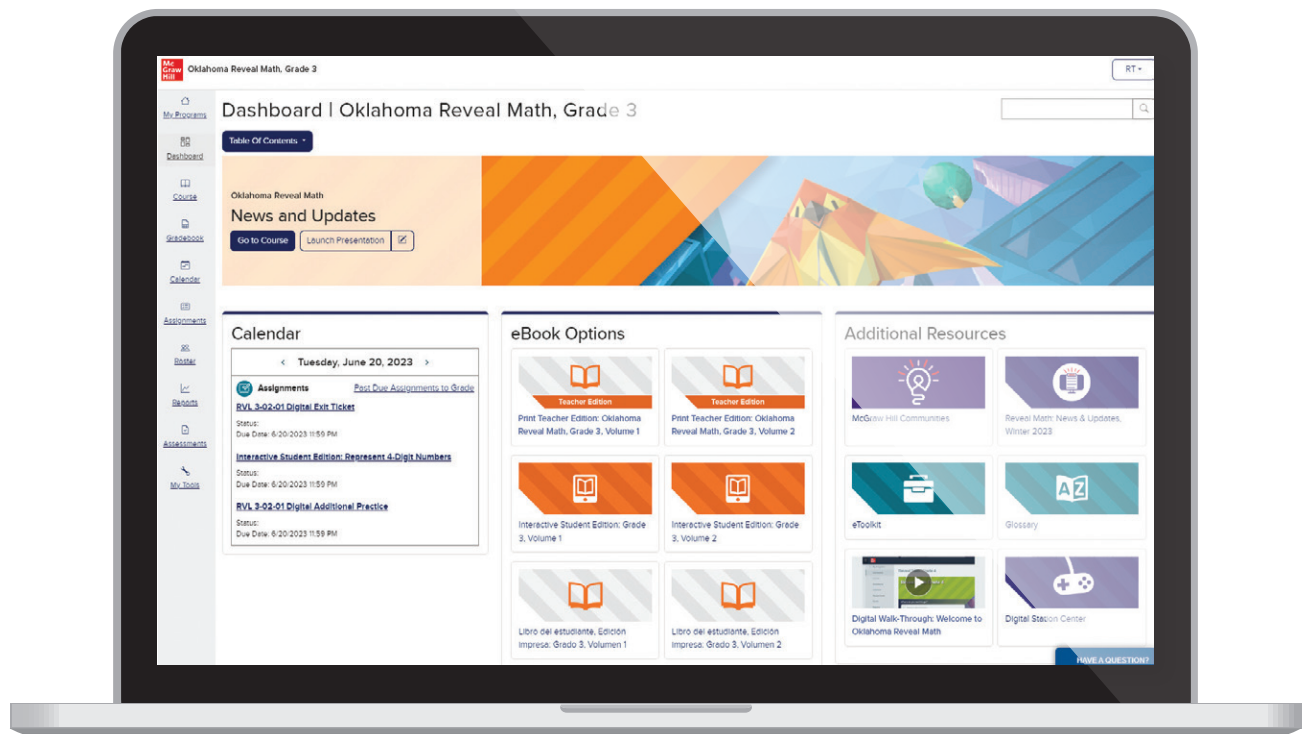 Mc
Graw
Hill
Oklahoma Reveal Math, Grade 3
RT
My Programs
Dashboard
Course
Gradebook
Calendar
Assignments
Roster
Reports
Assessments
My Tools
Dashboard | Oklahoma Reveal Math, Grade 3
Table Of Contents
Oklahoma Reveal Math
News and Updates
Go to Course
Launch Presentation
Calendar
< Tuesday, June 20, 2023 >
Assignments
Past Due Assignments to Grade
RVL 3-02-01 Digital Exit Ticket
Status:
Due Date: 6/20/2023 11:59 PM
Interactive Student Edition: Represent 4-Digit Numbers
Status:
Due Date: 6/20/2023 11:59 PM
RVL 3-02-01 Digital Additional Practice
Status:
Due Date: 6/20/2023 11:59 PM
eBook Options
Teacher Edition
Print Teacher Edition: Oklahoma
Reveal Math, Grade 3, Volume 1
Teacher Edition
Print Teacher Edition: Oklahoma
Reveal Math, Grade 3, Volume 2
Interactive Student Edition: Grade
3, Volume 1
Interactive Student Edition: Grade
3, Volume 2
Libro del estudiante, Edición
impresa: Grado 3, Volumen 1
Libro del estudiante, Edición
impresa: Grado 3, Volumen 2
Additional Resources
McGraw Hill Communities
Reveal Math: News & Updates,
Winter 2023
eToolkit
AZ
Glossary
Digital Walk-Through: Welcome to
Oklahoma Reveal Math
Digital Station Center
HAVE A QUESTION?